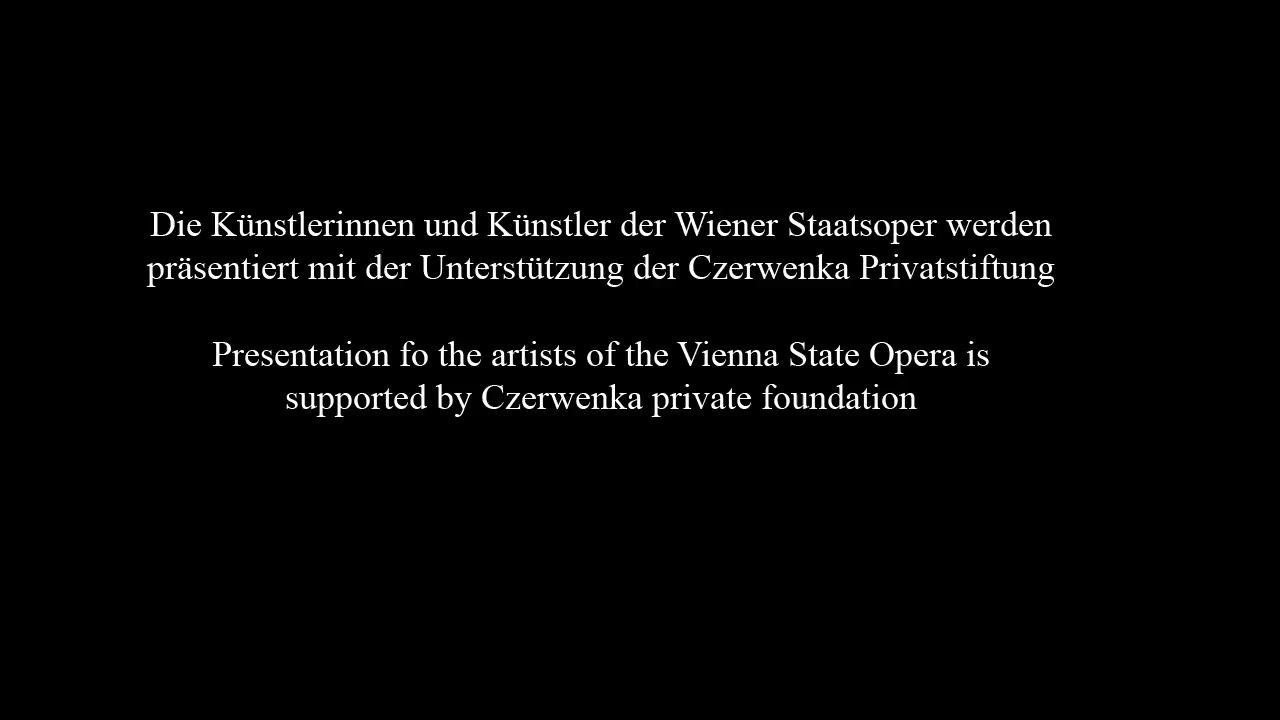 Die Künstlerinnen und Künstler der Wiener Staatsoper werden
präsentiert mit der Unterstützung der Czerwenka Privatstiftung
Presentation fo the artists of the Vienna State Opera is
supported by Czerwenka private foundation